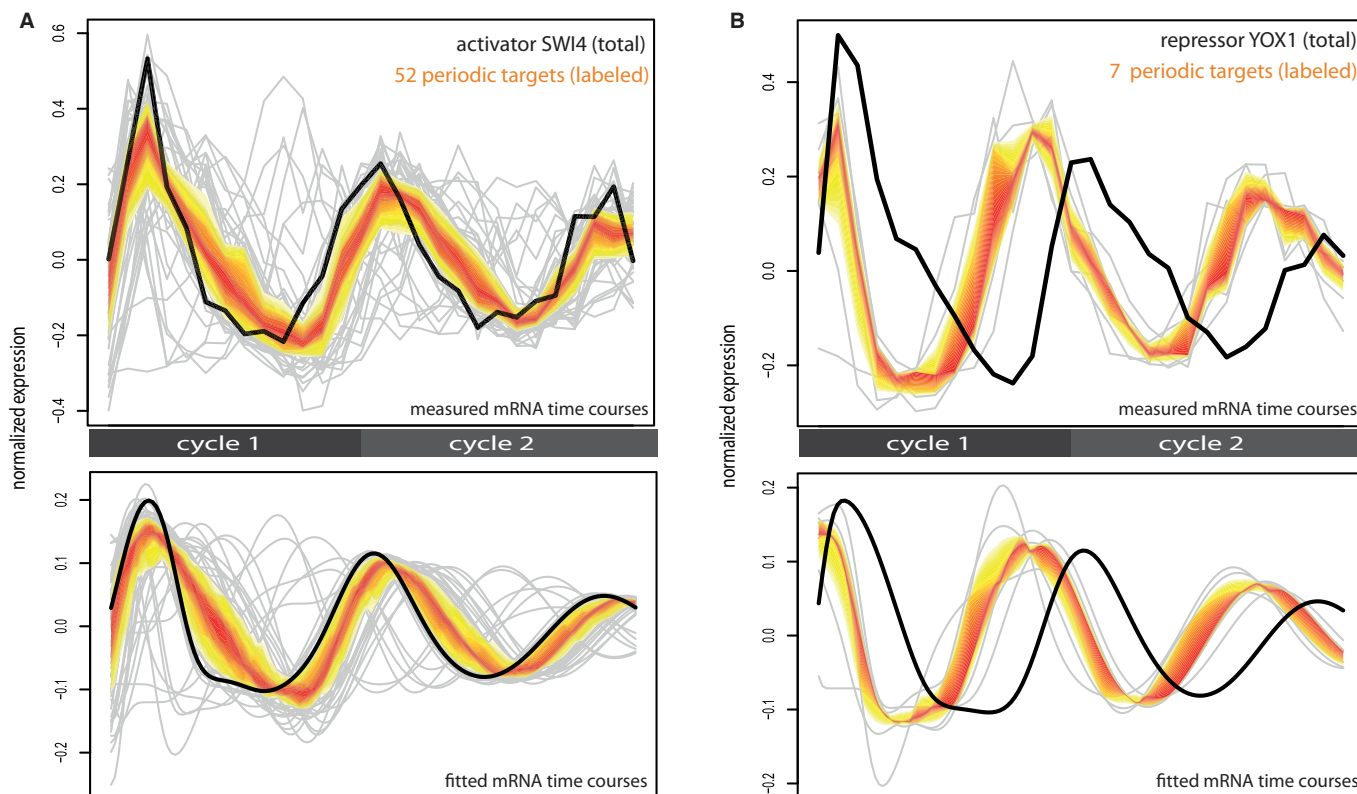 A
normalized expression
0.6
0.4
0.2
0.0
−0.2
−0.4
activator SWI4 (total)
52 periodic targets (labeled)
measured mRNA time courses
cycle 1
cycle 2
0.2
0.1
0.0
−0.1
−0.2
fitted mRNA time courses
B
normalized expression
0.4
0.2
0.0
−0.2
repressor YOX1 (total)
7 periodic targets (labeled)
measured mRNA time courses
cycle 1
cycle 2
0.2
0.1
0.0
−0.1
−0.2
fitted mRNA time courses